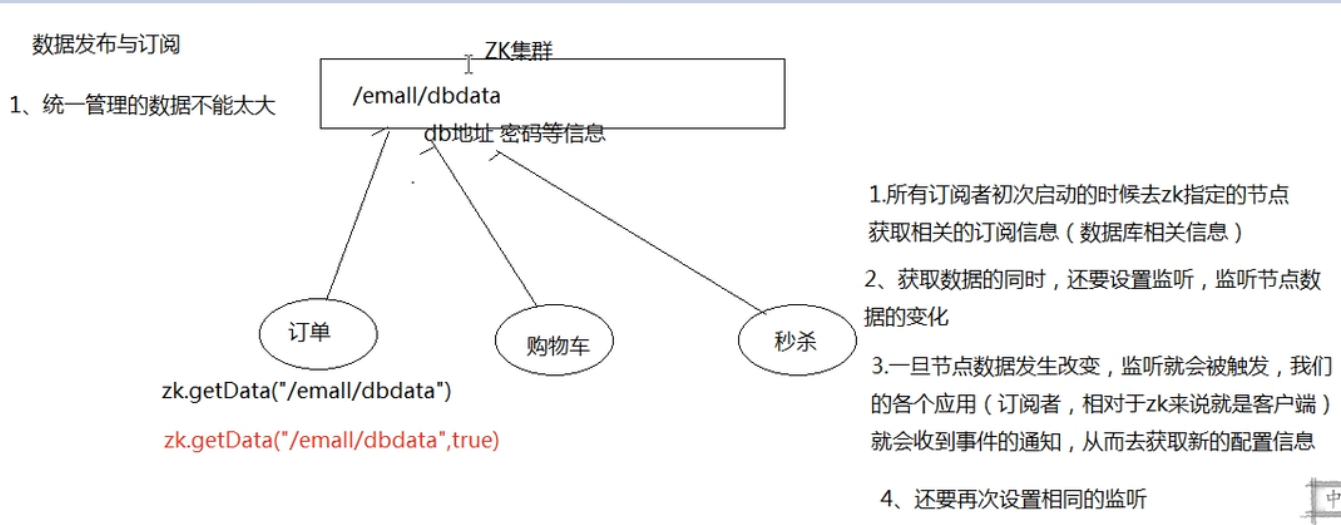 数据发布与订阅
1、统一管理的数据不能太大
ZK集群
/emall/dbdata
db地址 密码等信息
订单
购物车
秒杀
zk.getData("/emall/dbdata")
zk.getData("/emall/dbdata",true)
1.所有订阅者初次启动的时候去zk指定的节点
获取相关的订阅信息（数据库相关信息）
2、获取数据的同时，还要设置监听，监听节点数
据的变化
3.一旦节点数据发生改变，监听就会被触发，我们
的各个应用（订阅者，相对于zk来说就是客户端）
就会收到事件的通知，从而去获取新的配置信息
4、还要再次设置相同的监听
中